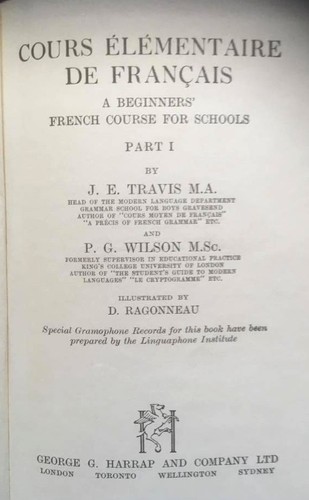 COURS ÉLÉMENTAIRE
DE FRANÇAIS
A BEGINNERS'
FRENCH COURSE FOR SCHOOLS
PART I
BY
J. E. TRAVIS M.A.
HEAD OF THE MODERN LANGUAGE DEPARTMENT
GRAMMAR SCHOOL FOR BOYS GRAVESEND
AUTHOR OF "COURS MOYEN DE FRANÇAIS"
"A PRÉCIS OF FRENCH GRAMMAR" ETC.
AND
P. G. WILSON M.Sc.
FORMERLY SUPERVISOR IN EDUCATIONAL PRACTICE
KING'S COLLEGE UNIVERSITY OF LONDON
AUTHOR OF "THE STUDENT'S GUIDE TO MODERN
LANGUAGES" "LE CRYPTOGRAMME" ETC.
ILLUSTRATED BY
D. RAGONNEAU
Special Gramophone Records for this book have been
prepared by the Linguaphone Institute
GEORGE G. HARRAP AND COMPANY LTD
LONDON TORONTO WELLINGTON SYDNEY